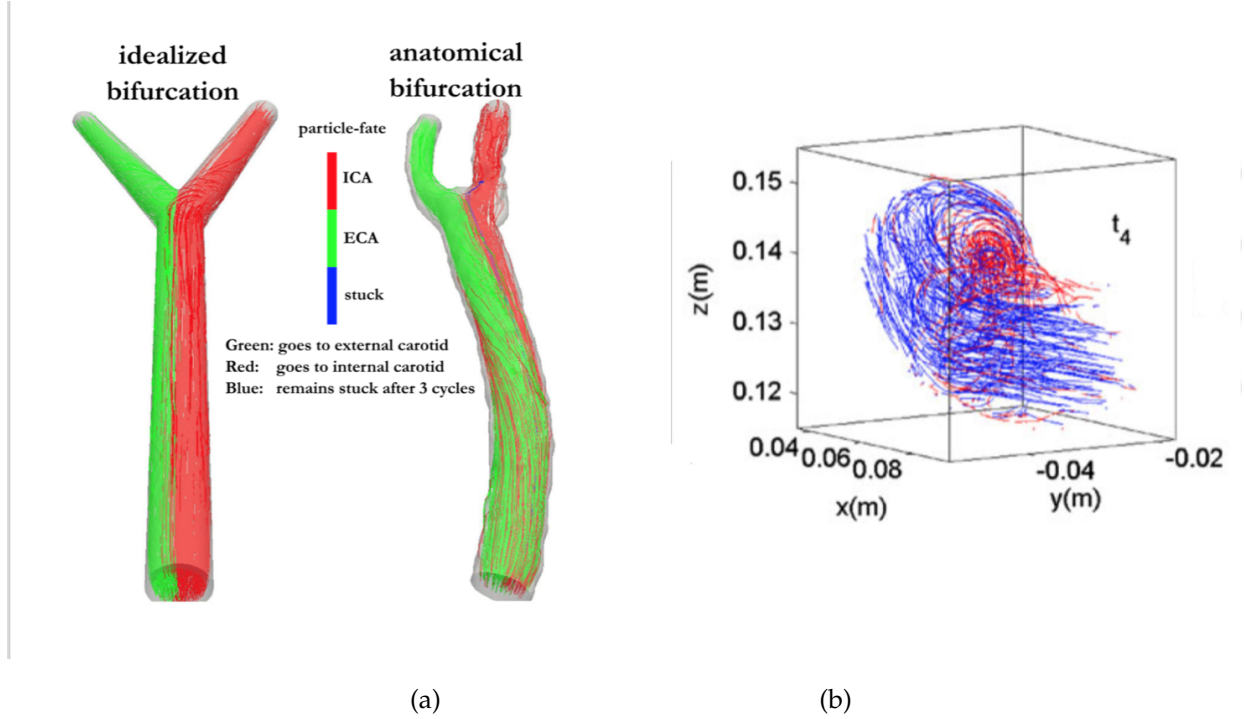 idealized
bifurcation
anatomical
bifurcation
particle-fate
ICA
ECA
stuck
Green: goes to external carotid
Red: goes to internal carotid
Blue: remains stuck after 3 cycles
(a)
0.15
0.14
0.13
0.12
z(m)
t4
0.04
0.06
0.08
x(m)
-0.04
-0.02
y(m)
(b)